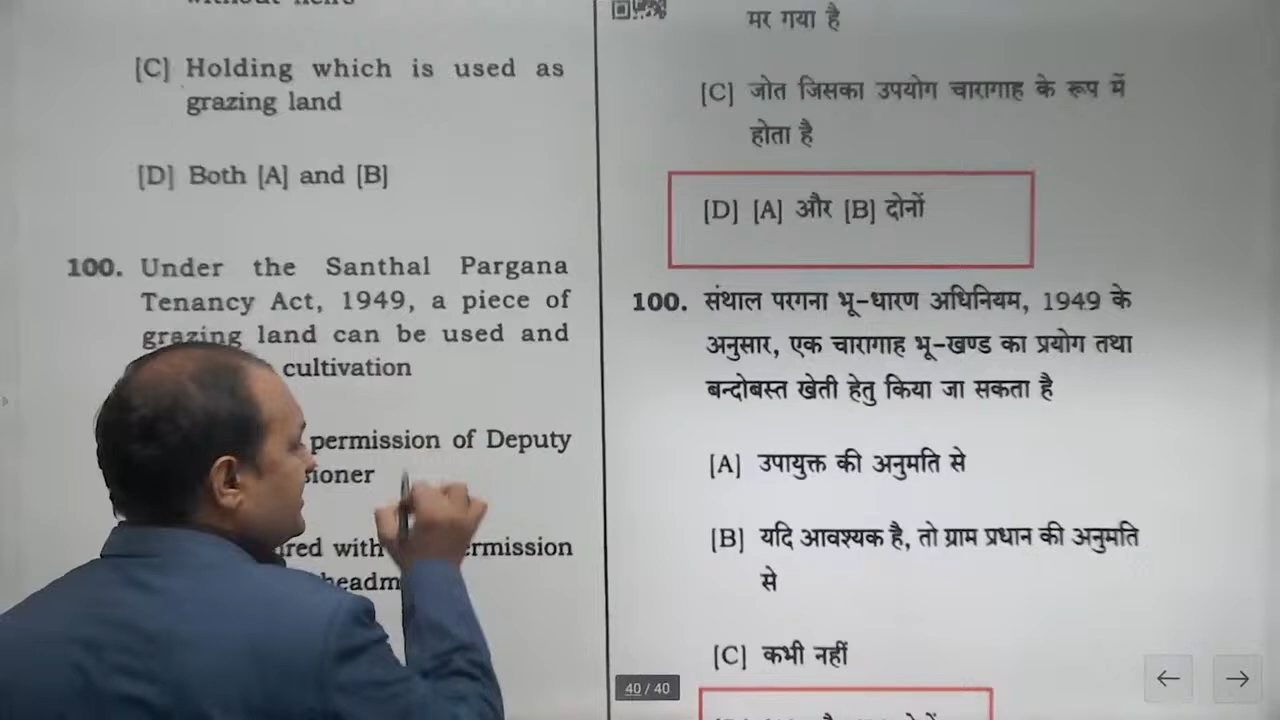 [C] Holding which is used as
grazing land
[D] Both [A] and [B]
100. Under the Santhal Pargana
Tenancy Act, 1949, a piece of
grazing land can be used and
cultivation
permission of Deputy
with
मर गया है
[C] जोत जिसका उपयोग चारागाह के रूप में
होता है
[D] [A] और [B] दोनों
100. संथाल परगना भू-धारण अधिनियम, 1949 के
अनुसार, एक चारागाह भू-खण्ड का प्रयोग तथा
बन्दोबस्त खेती हेतु किया जा सकता है
[A] उपायुक्त की अनुमति से
[B] यदि आवश्यक है, तो ग्राम प्रधान की अनुमति
से
[C] कभी नहीं
40 / 40